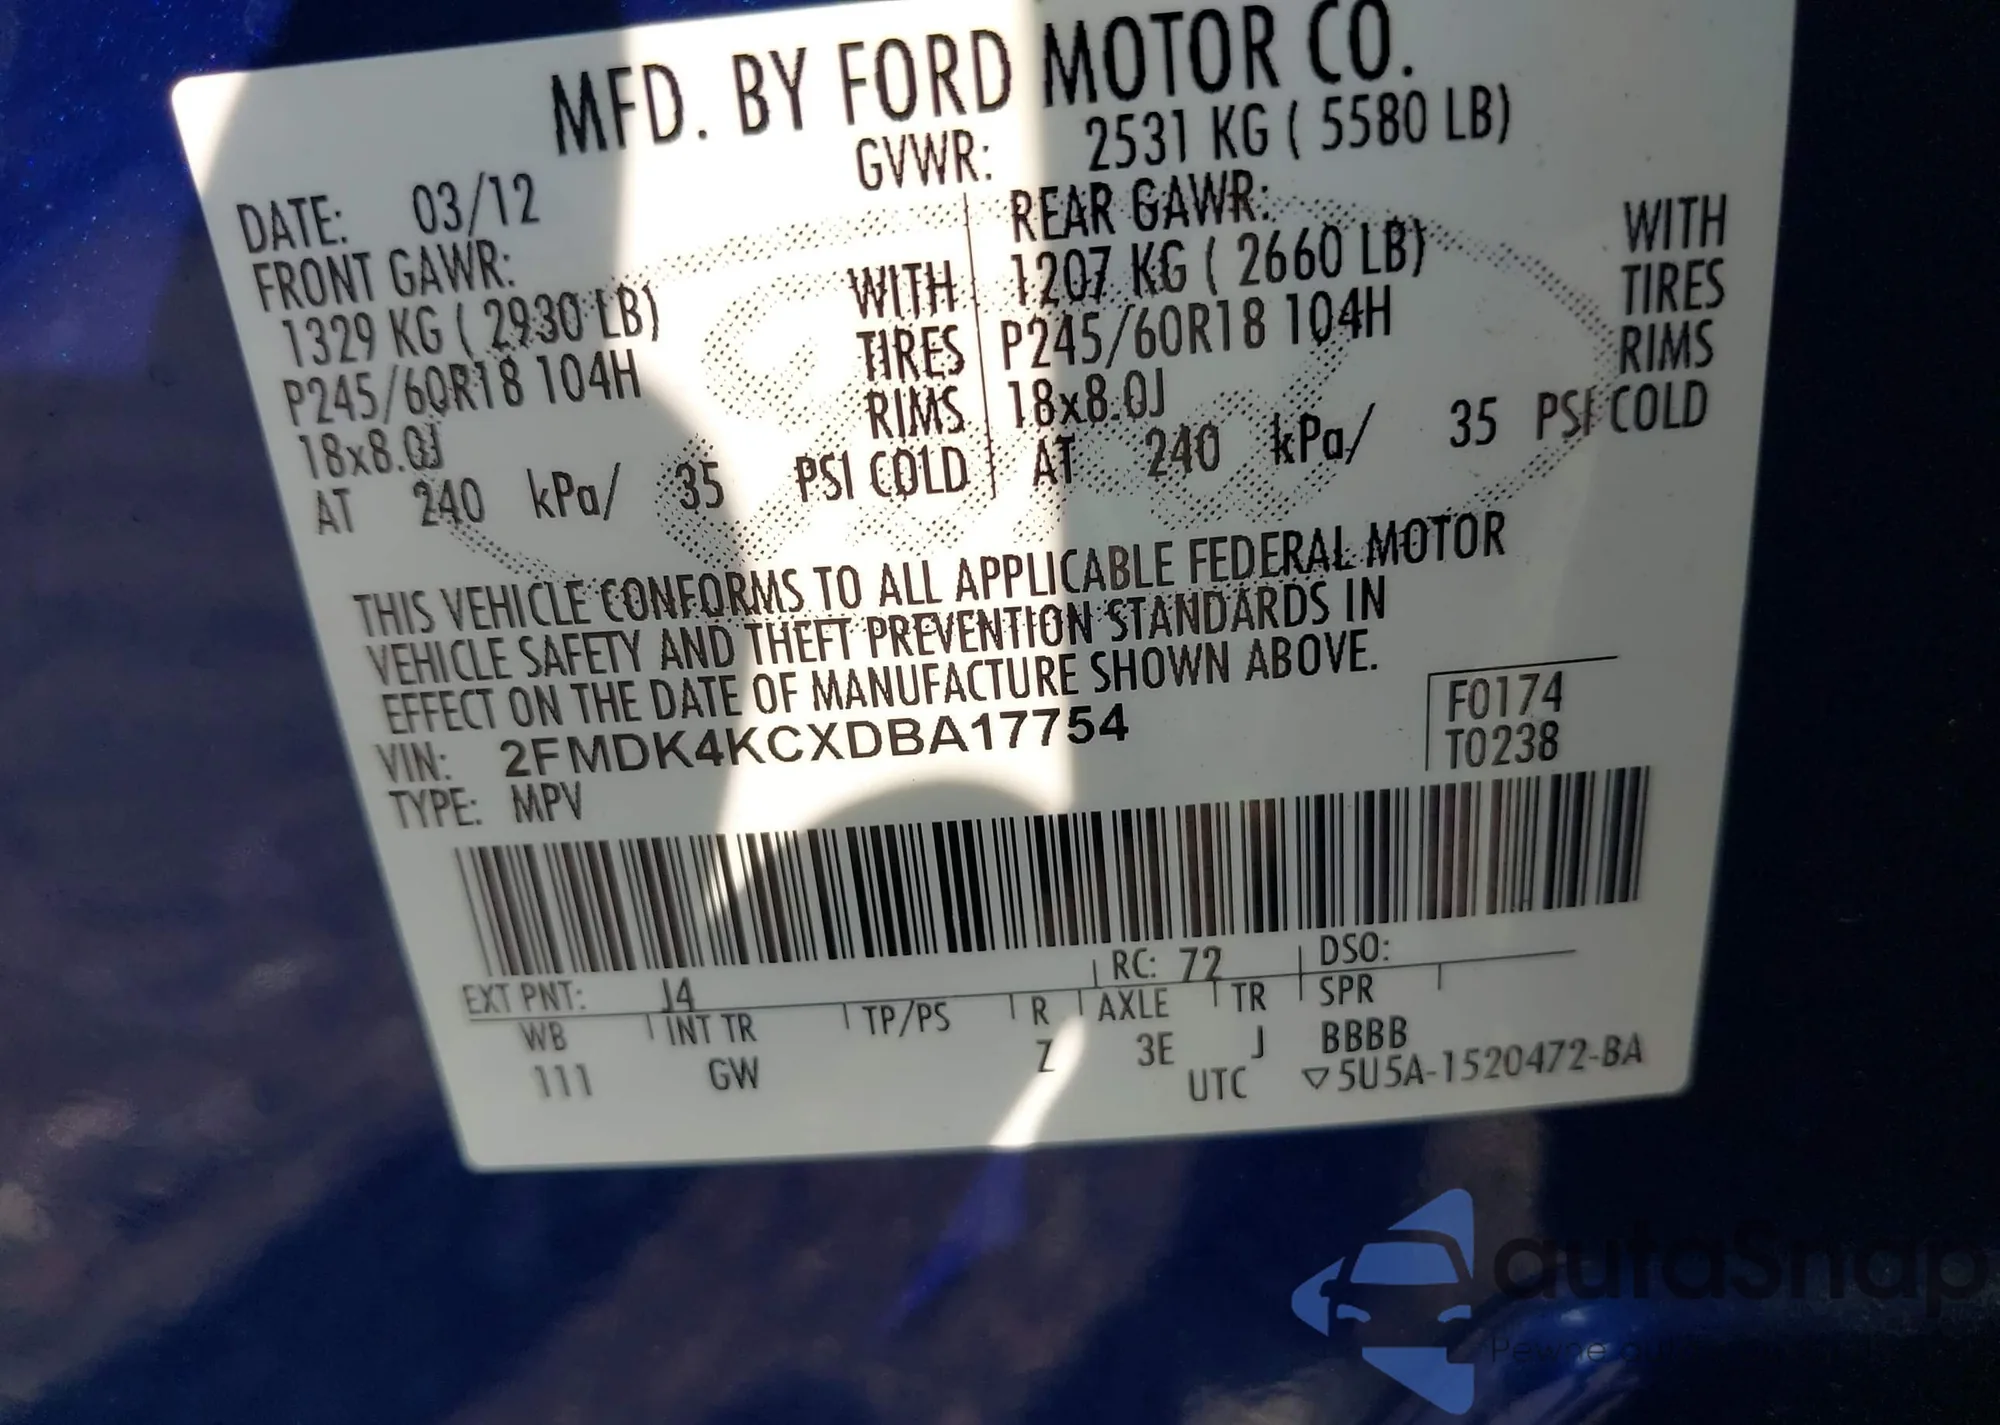 MFD. BY FORD MOTOR CO.
DATE: 03/12 GVWR: 2531 KG ( 5580 LB)
FRONT GAWR: REAR GAWR:
1329 KG ( 2930 LB) WITH 1207 KG ( 2660 LB) WITH
P245/60R18 104H TIRES P245/60R18 104H TIRES
18x8.0J RIMS 18x8.0J RIMS
AT 240 kPa/ 35 PSI COLD AT 240 kPa/ 35 PSI COLD
THIS VEHICLE CONFORMS TO ALL APPLICABLE FEDERAL MOTOR
VEHICLE SAFETY AND THEFT PREVENTION STANDARDS IN
EFFECT ON THE DATE OF MANUFACTURE SHOWN ABOVE.
VIN: 2FMDK4KCXDBA17754 F0174
TYPE: MPV T0238
EXT PNT: J4 RC: 72 DSO:
WB INT TR TP/PS R AXLE TR SPR
111 GW Z 3E J BBBB
UTC ▽5U5A-1520472-BA
autaSnap
Pewne